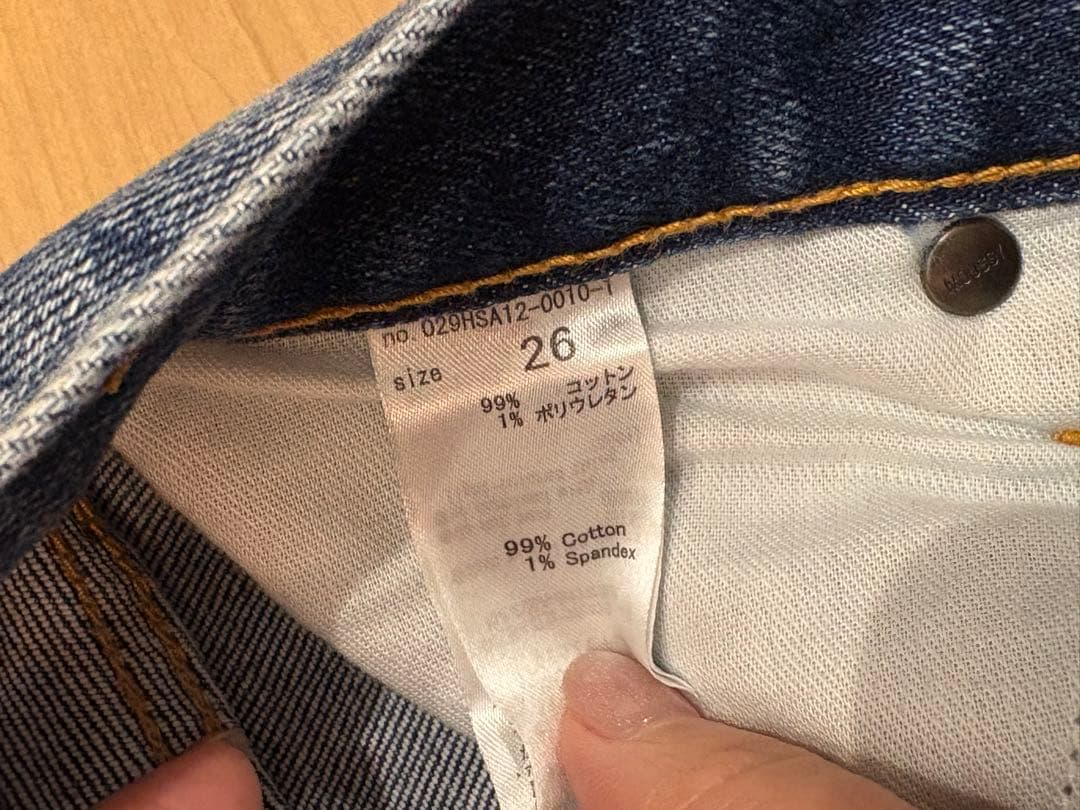 no 029HSA12-0010-1
size 26
99% コットン
1% ポリウレタン
99% Cotton
1% Spandex
MOUSSY